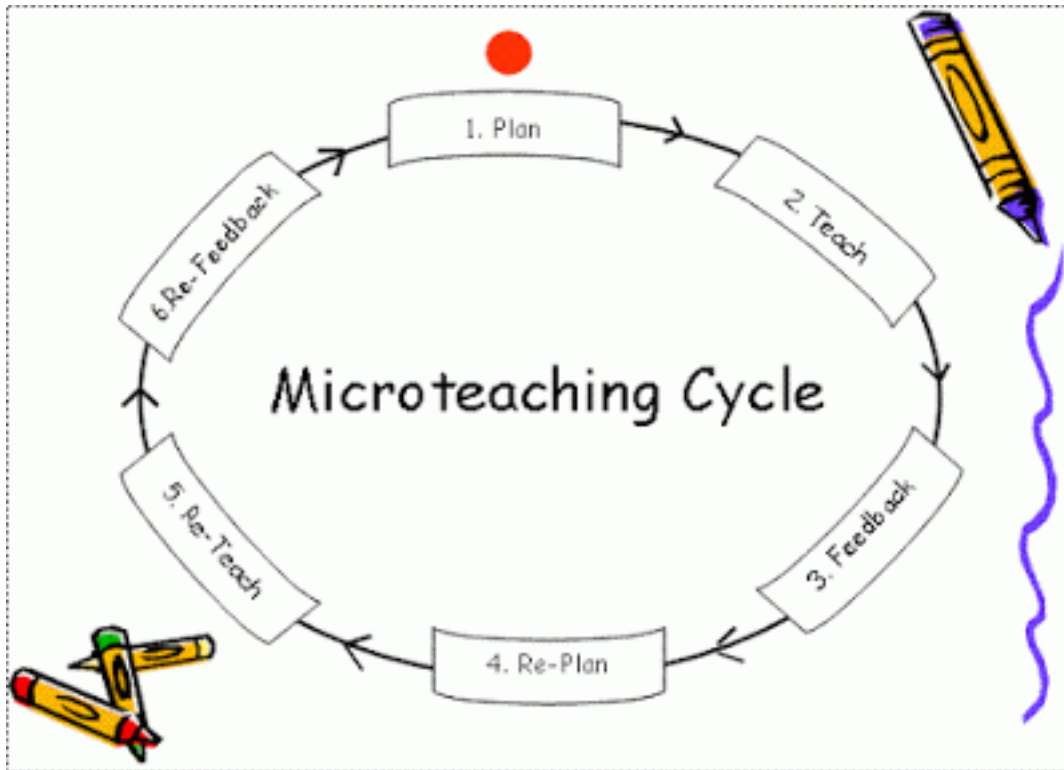 1. Plan
2. Teach
3. Feedback
4. Re-Plan
5. Re-Teach
6.Re-Feedback
Microteaching Cycle